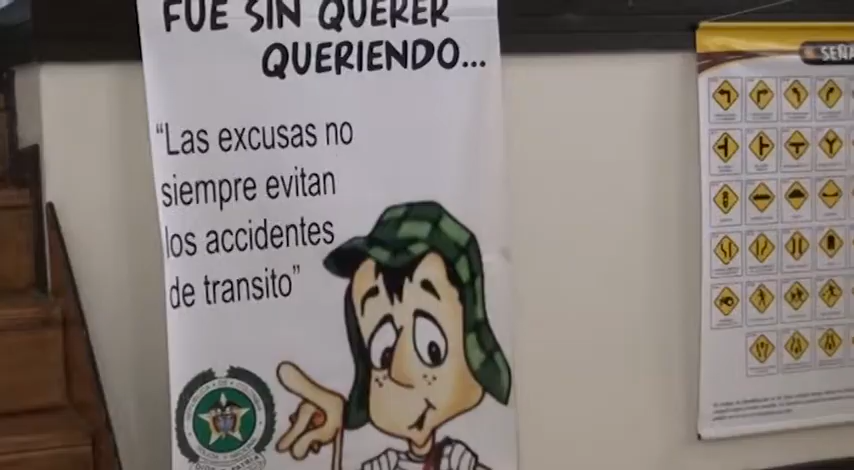 FUE SIN QUERER
QUERIENDO...
“Las excusas no
siempre evitan
los accidentes
de transito”
SEÑA